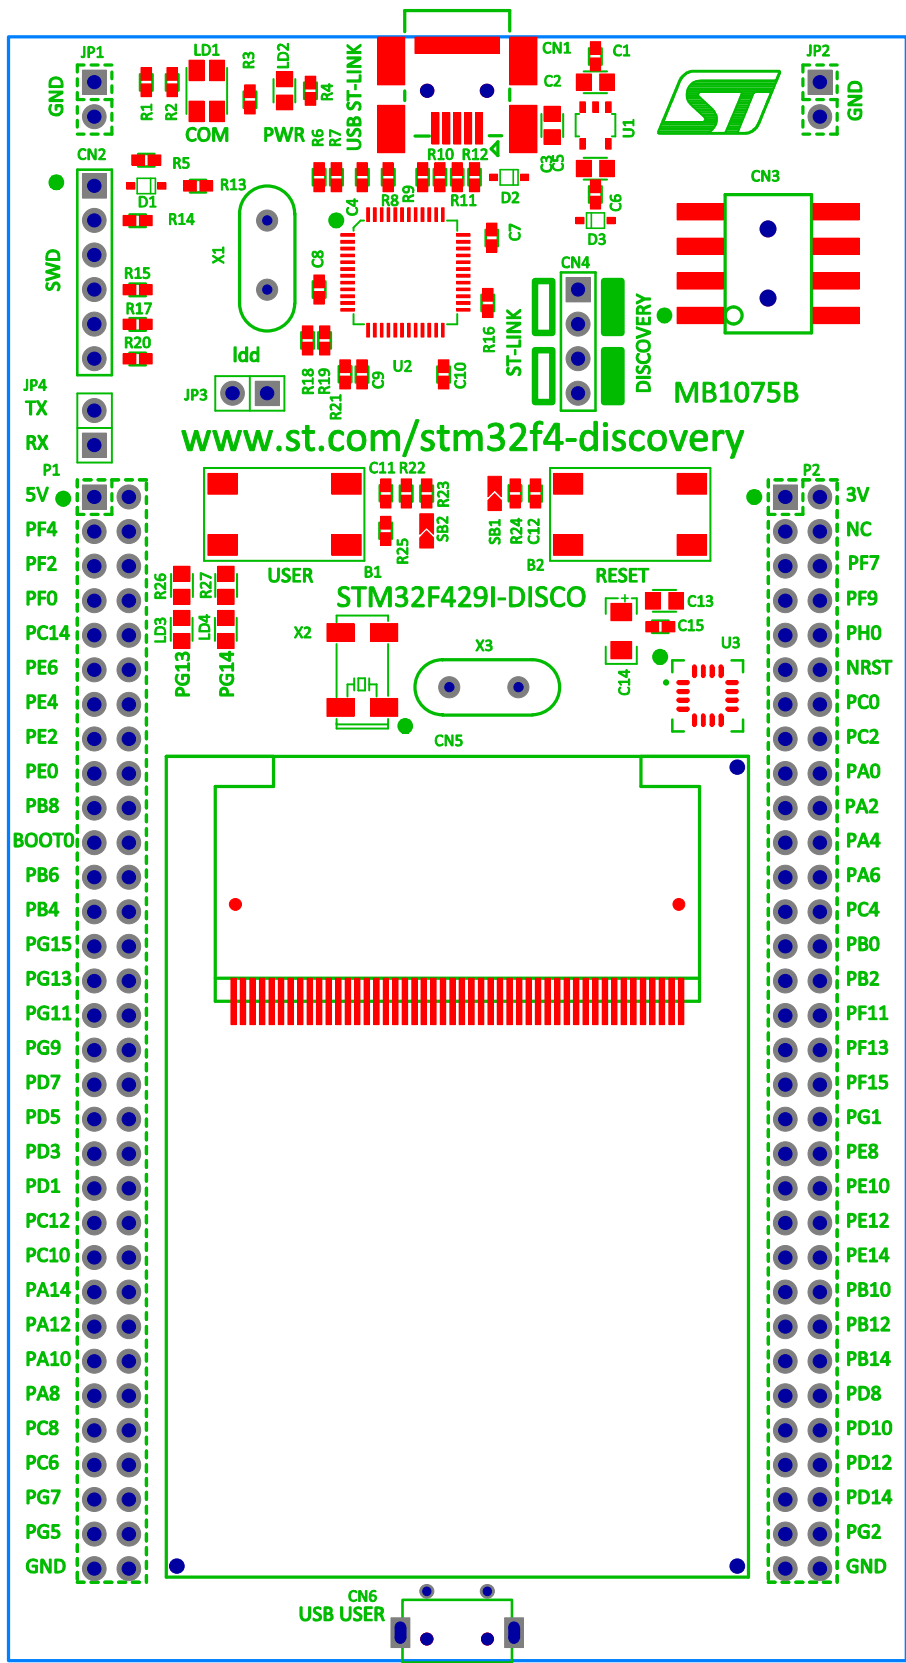 JP1
LD1
R3
LD2
USB ST-LINK
CN1
C1
JP2
GND
R1
R2
COM
PWR
R4
C2
U1
ST
GND
CN2
R5
R6
R7
R10
R12
C3
C5
D1
R13
C4
R8
R9
R11
D2
C6
CN3
R14
X1
C7
D3
SWD
R15
C8
CN4
R17
R16
ST-LINK
DISCOVERY
R20
Idd
R18
R19
U2
JP4
JP3
R21
C9
C10
MB1075B
TX
RX
www.st.com/stm32f4-discovery
P1
C11
R22
P2
5V
R23
SB2
SB1
R24
C12
3V
PF4
R25
NC
PF2
R26
R27
USER
B1
B2
RESET
PF7
PF0
STM32F429I-DISCO
C13
PF9
PC14
LD3
LD4
X2
X3
C15
U3
PH0
PE6
PG13
PG14
C14
NRST
PE4
PC0
PE2
CN5
PC2
PE0
PA0
PB8
PA2
BOOT0
PA4
PB6
PA6
PB4
PC4
PG15
PB0
PG13
PB2
PG11
PF11
PG9
PF13
PD7
PF15
PD5
PG1
PD3
PE8
PD1
PE10
PC12
PE12
PC10
PE14
PA14
PB10
PA12
PB12
PA10
PB14
PA8
PD8
PC8
PD10
PC6
PD12
PG7
PD14
PG5
PG2
GND
GND
CN6
USB USER